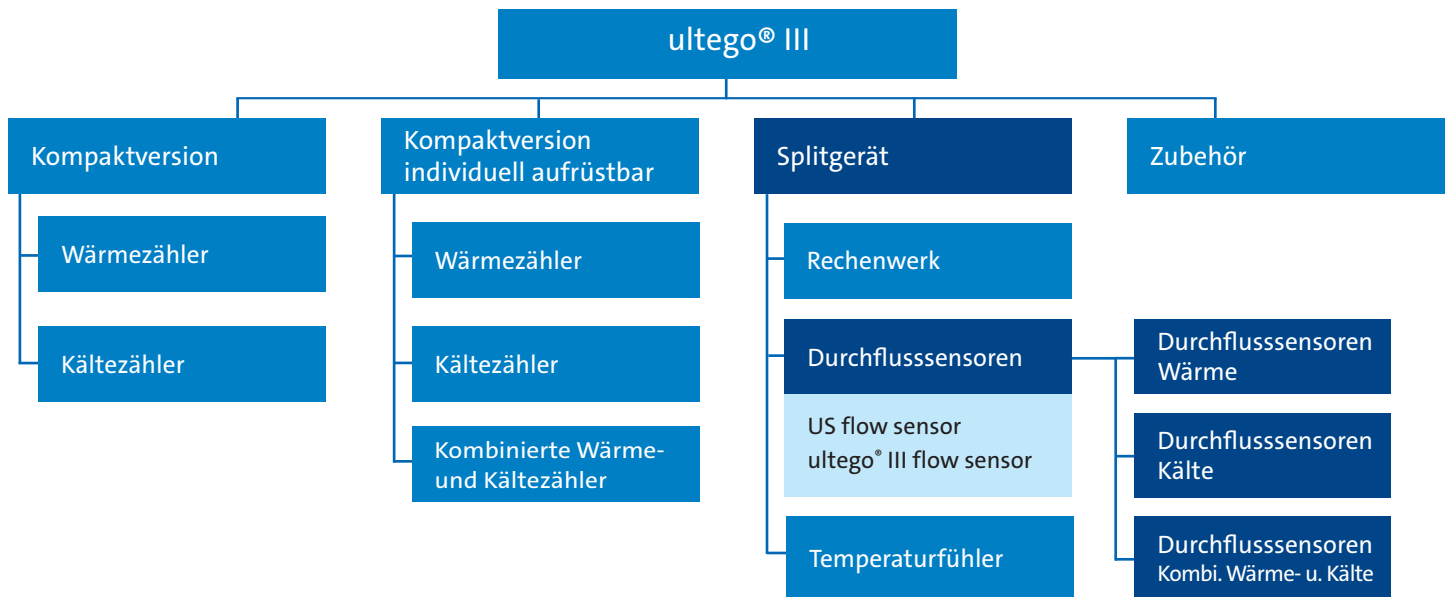 ultego® III
Kompaktversion
Wärmezähler
Kältezähler
Kompaktversion
individuell aufrüstbar
Wärmezähler
Kältezähler
Kombinierte Wärme-
und Kältezähler
Splitgerät
Rechenwerk
Durchflusssensoren
US flow sensor
ultego® III flow sensor
Temperaturfühler
Durchflusssensoren
Wärme
Durchflusssensoren
Kälte
Durchflusssensoren
Kombi. Wärme- u. Kälte
Zubehör